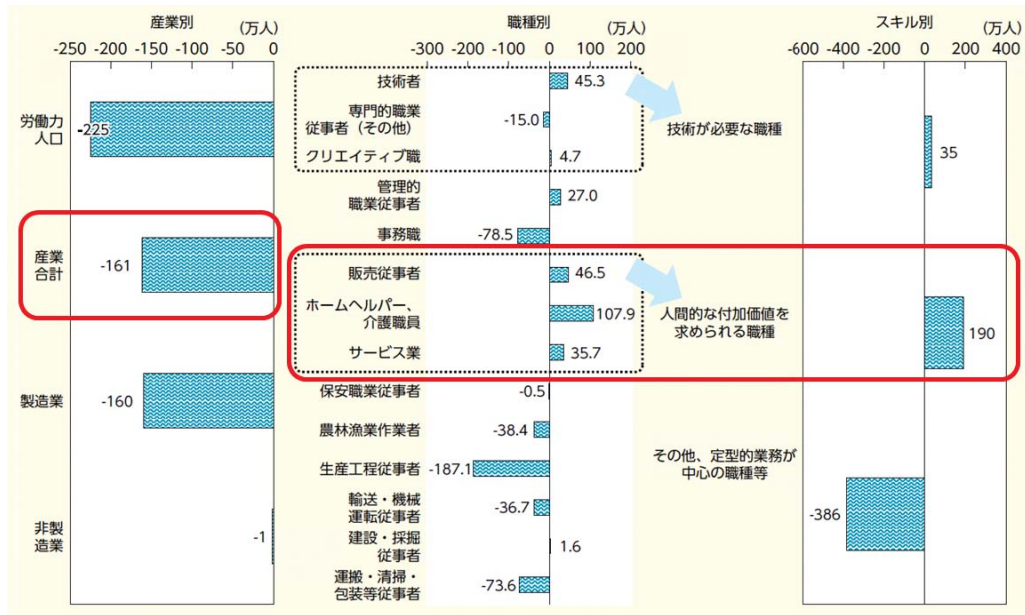 産業別
(万人)
-250 -200 -150 -100 -50 0
労働力
人口
-225
産業
合計
-161
製造業
-160
非製
造業
-1
職種別
(万人)
-300 -200 -100 0 100 200
技術者
45.3
専門的職業
従事者（その他）
-15.0
クリエイティブ職
4.7
管理的
職業従事者
27.0
事務職
-78.5
販売従事者
46.5
ホームヘルパー、
介護職員
107.9
サービス業
35.7
保安職業従事者
-0.5
農林漁業作業者
-38.4
生産工程従事者
-187.1
輸送・機械
運転従事者
-36.7
建設・採掘
従事者
1.6
運搬・清掃・
包装等従事者
-73.6
スキル別
(万人)
-600 -400 -200 0 200 400
技術が必要な職種
35
人間的な付加価値を
求められる職種
190
その他、定型的業務が
中心の職種等
-386